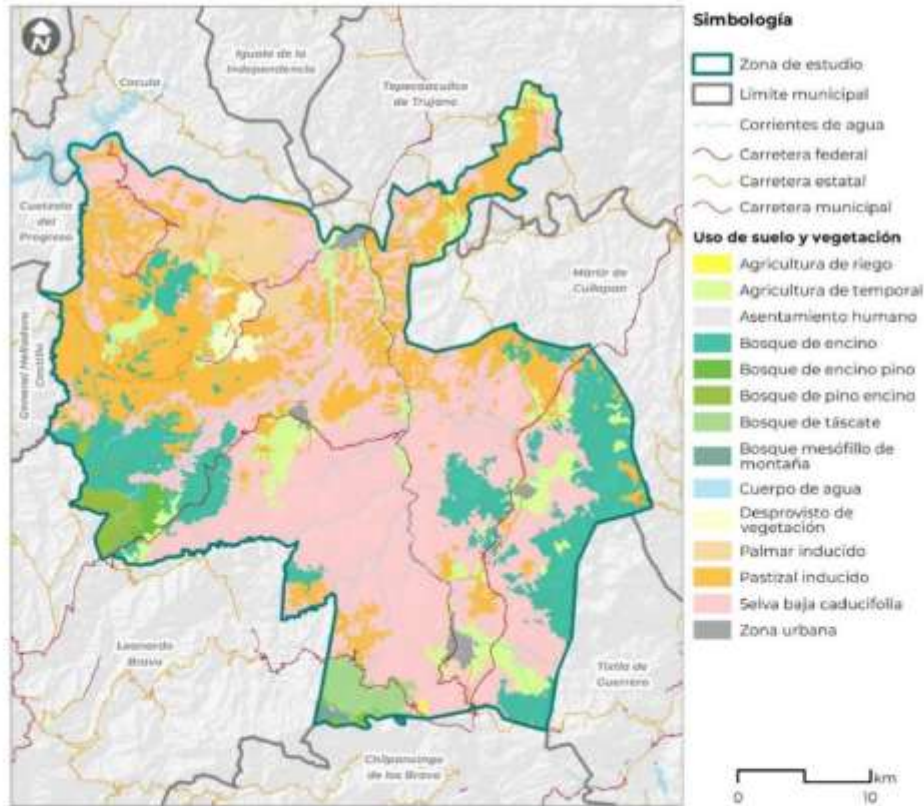 N
Cocula
Iguala de la
Independencia
Tepecoacuilco
de Trujano
Cuetzala
del
Progreso
Mártir de
Cuilapan
General Heliodoro
Castillo
Leonardo
Bravo
Tixtla de
Guerrero
Chilpancingo
de los Bravo
Simbología
Zona de estudio
Límite municipal
Corrientes de agua
Carretera federal
Carretera estatal
Carretera municipal
Uso de suelo y vegetación
Agricultura de riego
Agricultura de temporal
Asentamiento humano
Bosque de encino
Bosque de encino pino
Bosque de pino encino
Bosque de táscate
Bosque mesófilo de
montaña
Cuerpo de agua
Desprovisto de
vegetación
Palmar inducido
Pastizal inducido
Selva baja caducifolia
Zona urbana
km
0 10